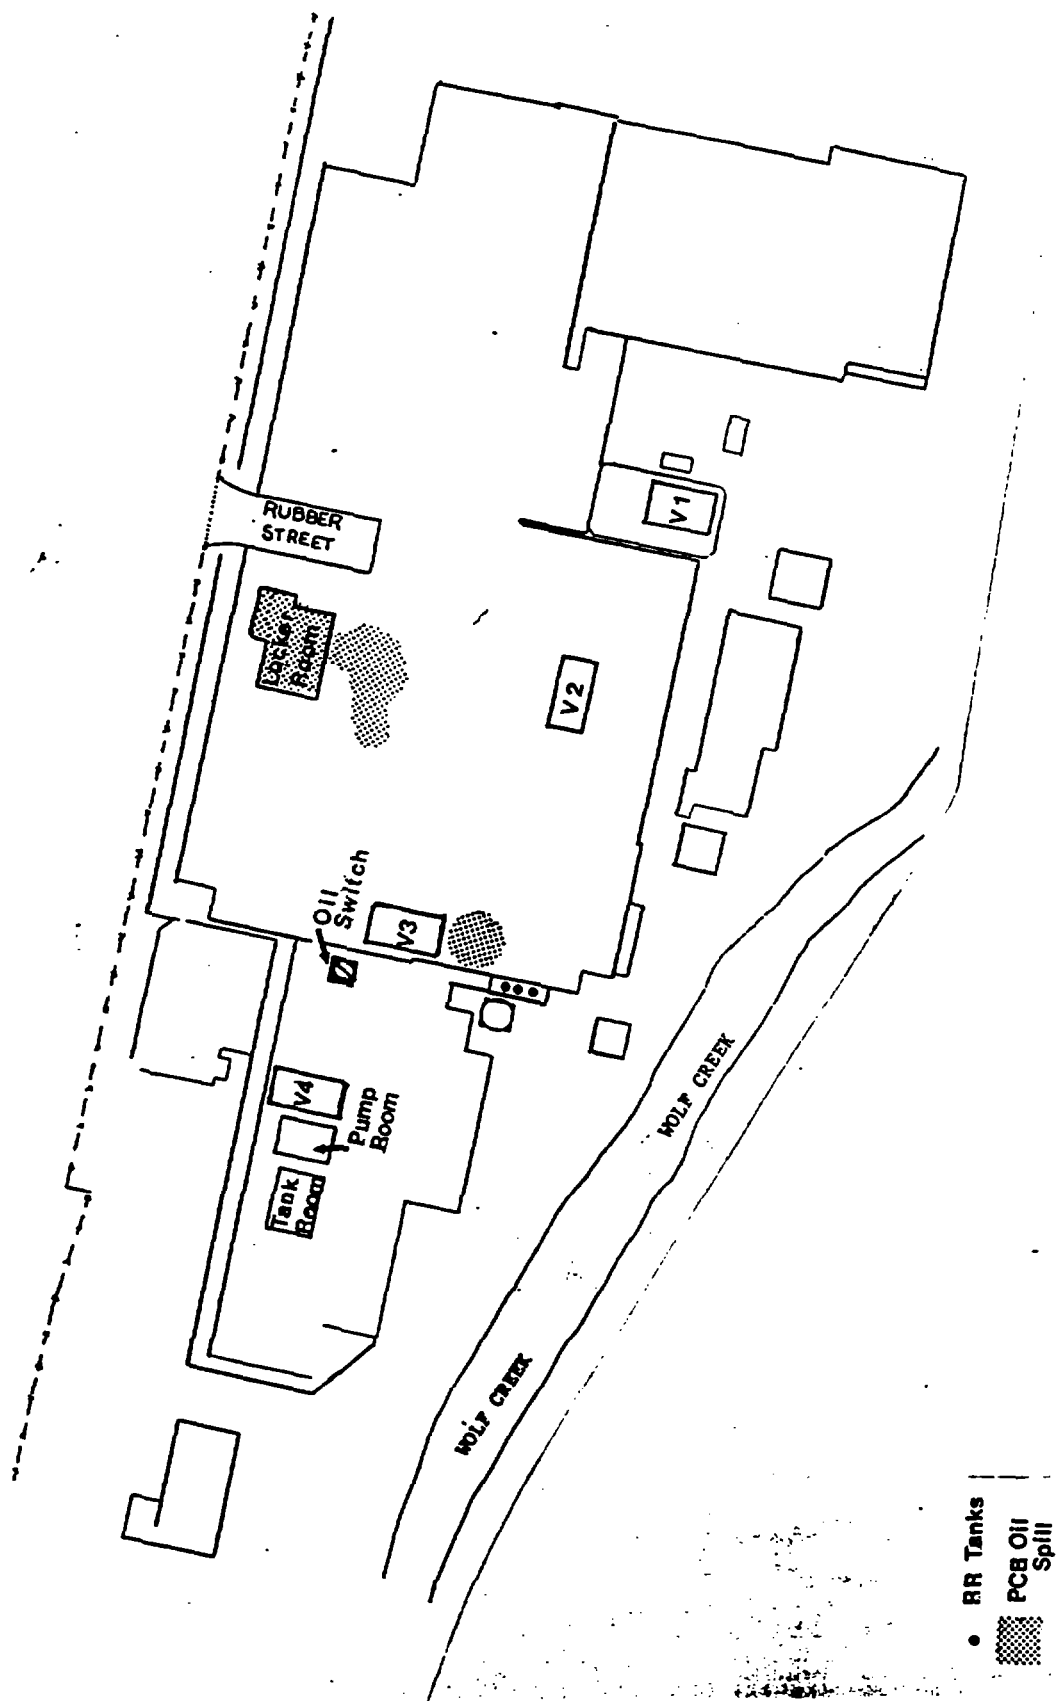 RUBBER
STREET
Locker
Room
V1
V2
Oil
Switch
V3
V4
Pump
Room
Tank
Room
WOLF CREEK
WOLF CREEK
RR Tanks
PCB Oil
Spill